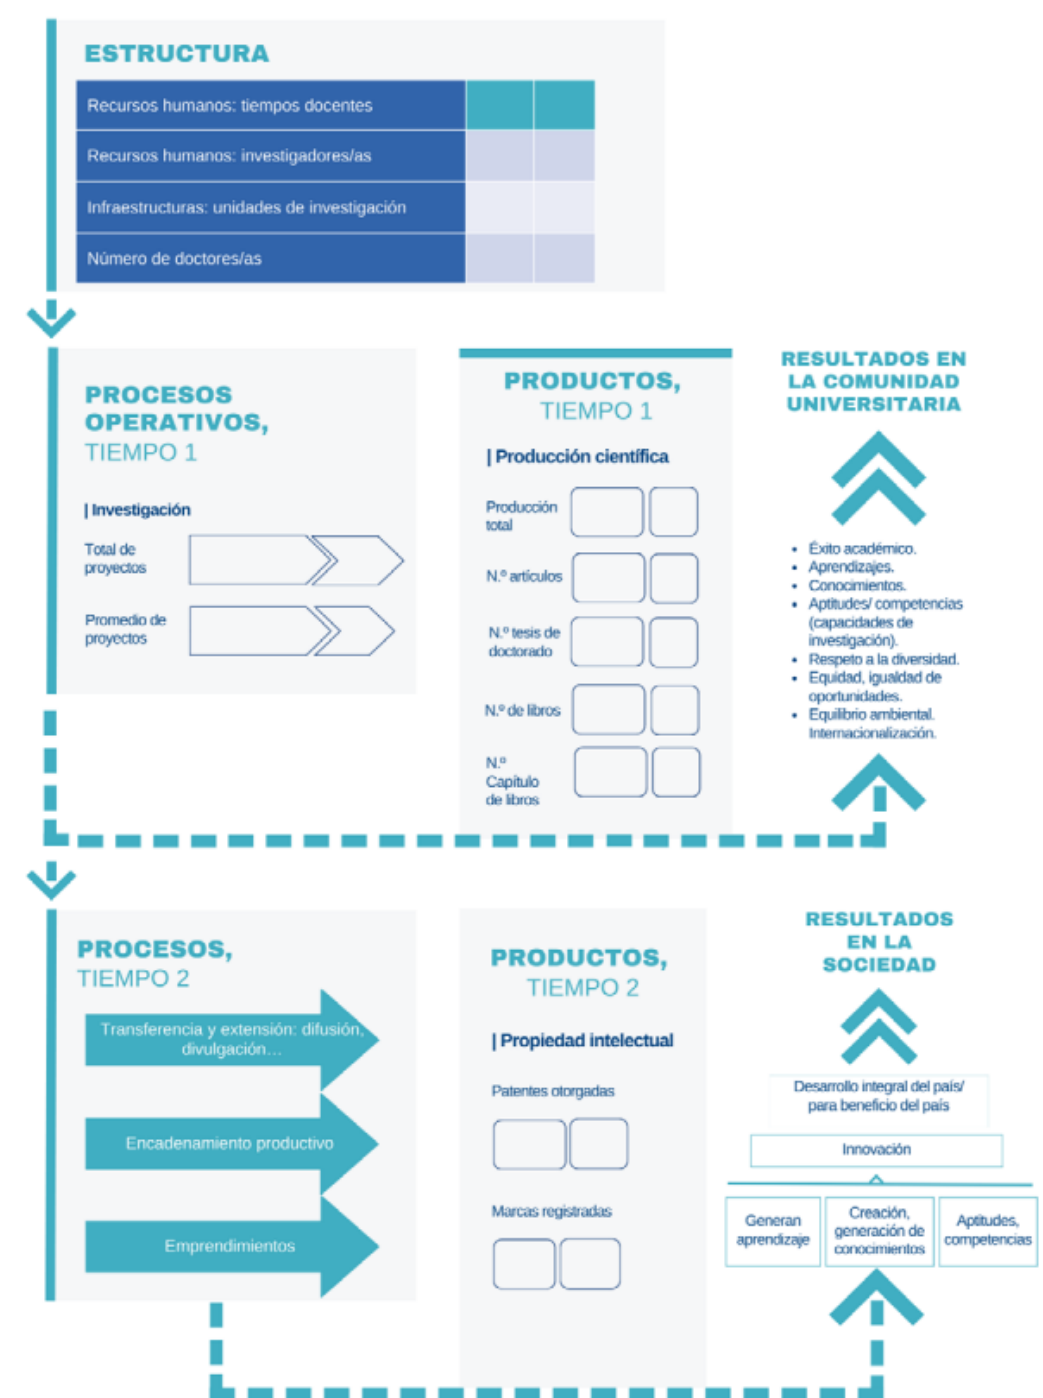 ESTRUCTURA
Recursos humanos: tiempos docentes
Recursos humanos: investigadores/as
Infraestructuras: unidades de investigación
Número de doctores/as
PROCESOS
OPERATIVOS,
TIEMPO 1
| Investigación
Total de
proyectos
Promedio de
proyectos
PRODUCTOS,
TIEMPO 1
| Producción científica
Producción
total
N.º artículos
N.º tesis de
doctorado
N.º de libros
N.º
Capítulo
de libros
RESULTADOS EN
LA COMUNIDAD
UNIVERSITARIA
• Éxito académico.
• Aprendizajes.
• Conocimientos.
• Aptitudes/ competencias
(capacidades de
investigación).
• Respeto a la diversidad.
• Equidad, igualdad de
oportunidades.
• Equilibrio ambiental.
Internacionalización.
PROCESOS,
TIEMPO 2
Transferencia y extensión: difusión,
divulgación...
Encadenamiento productivo
Emprendimientos
PRODUCTOS,
TIEMPO 2
| Propiedad intelectual
Patentes otorgadas
Marcas registradas
RESULTADOS
EN LA
SOCIEDAD
Desarrollo integral del país/
para beneficio del país
Innovación
Generan
aprendizaje
Creación,
generación de
conocimientos
Aptitudes,
competencias